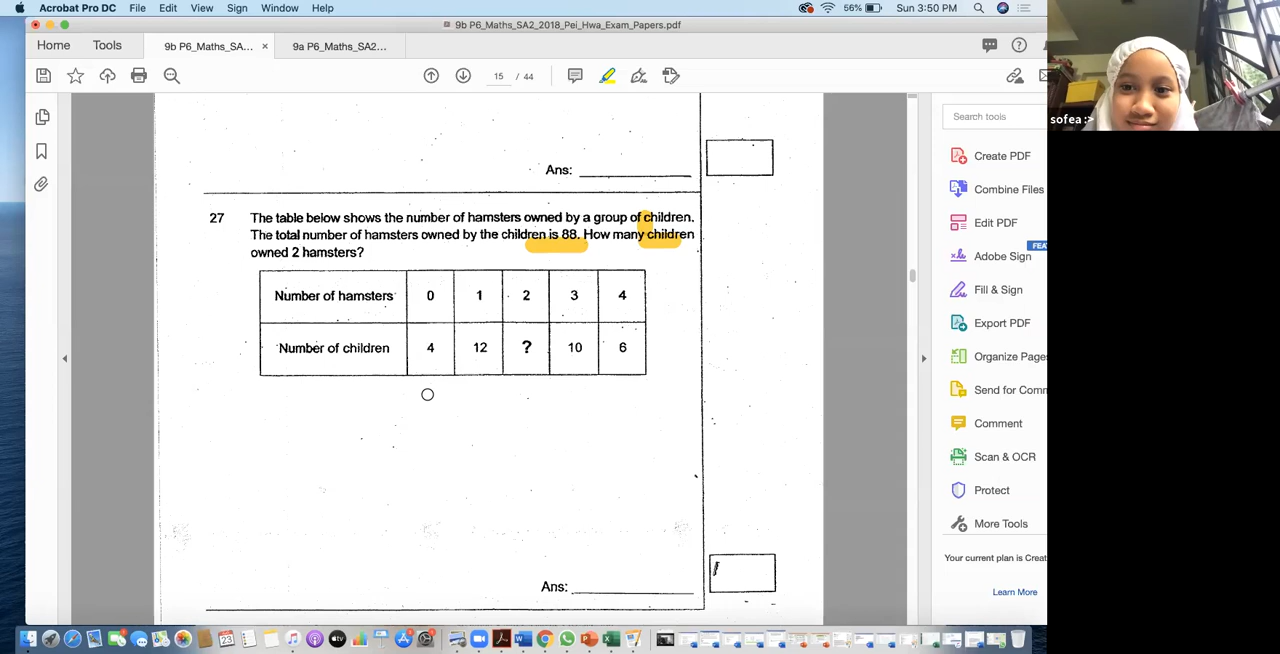 Acrobat Pro DC File Edit View Sign Window Help
56% Sun 3:50 PM
9b P6_Maths_SA2_2018_Pei_Hwa_Exam_Papers.pdf
Home Tools 9b P6_Maths_SA... × 9a P6_Maths_SA2...
15 / 44
Search tools
sofea :>
Create PDF
Combine Files
Edit PDF
Adobe Sign
Fill & Sign
Export PDF
Organize Pages
Send for Comm
Comment
Scan & OCR
Protect
More Tools
Your current plan is Creat
Learn More
Ans:
27 The table below shows the number of hamsters owned by a group of children.
The total number of hamsters owned by the children is 88. How many children
owned 2 hamsters?
Number of hamsters 0 1 2 3 4
Number of children 4 12 ? 10 6
Ans: